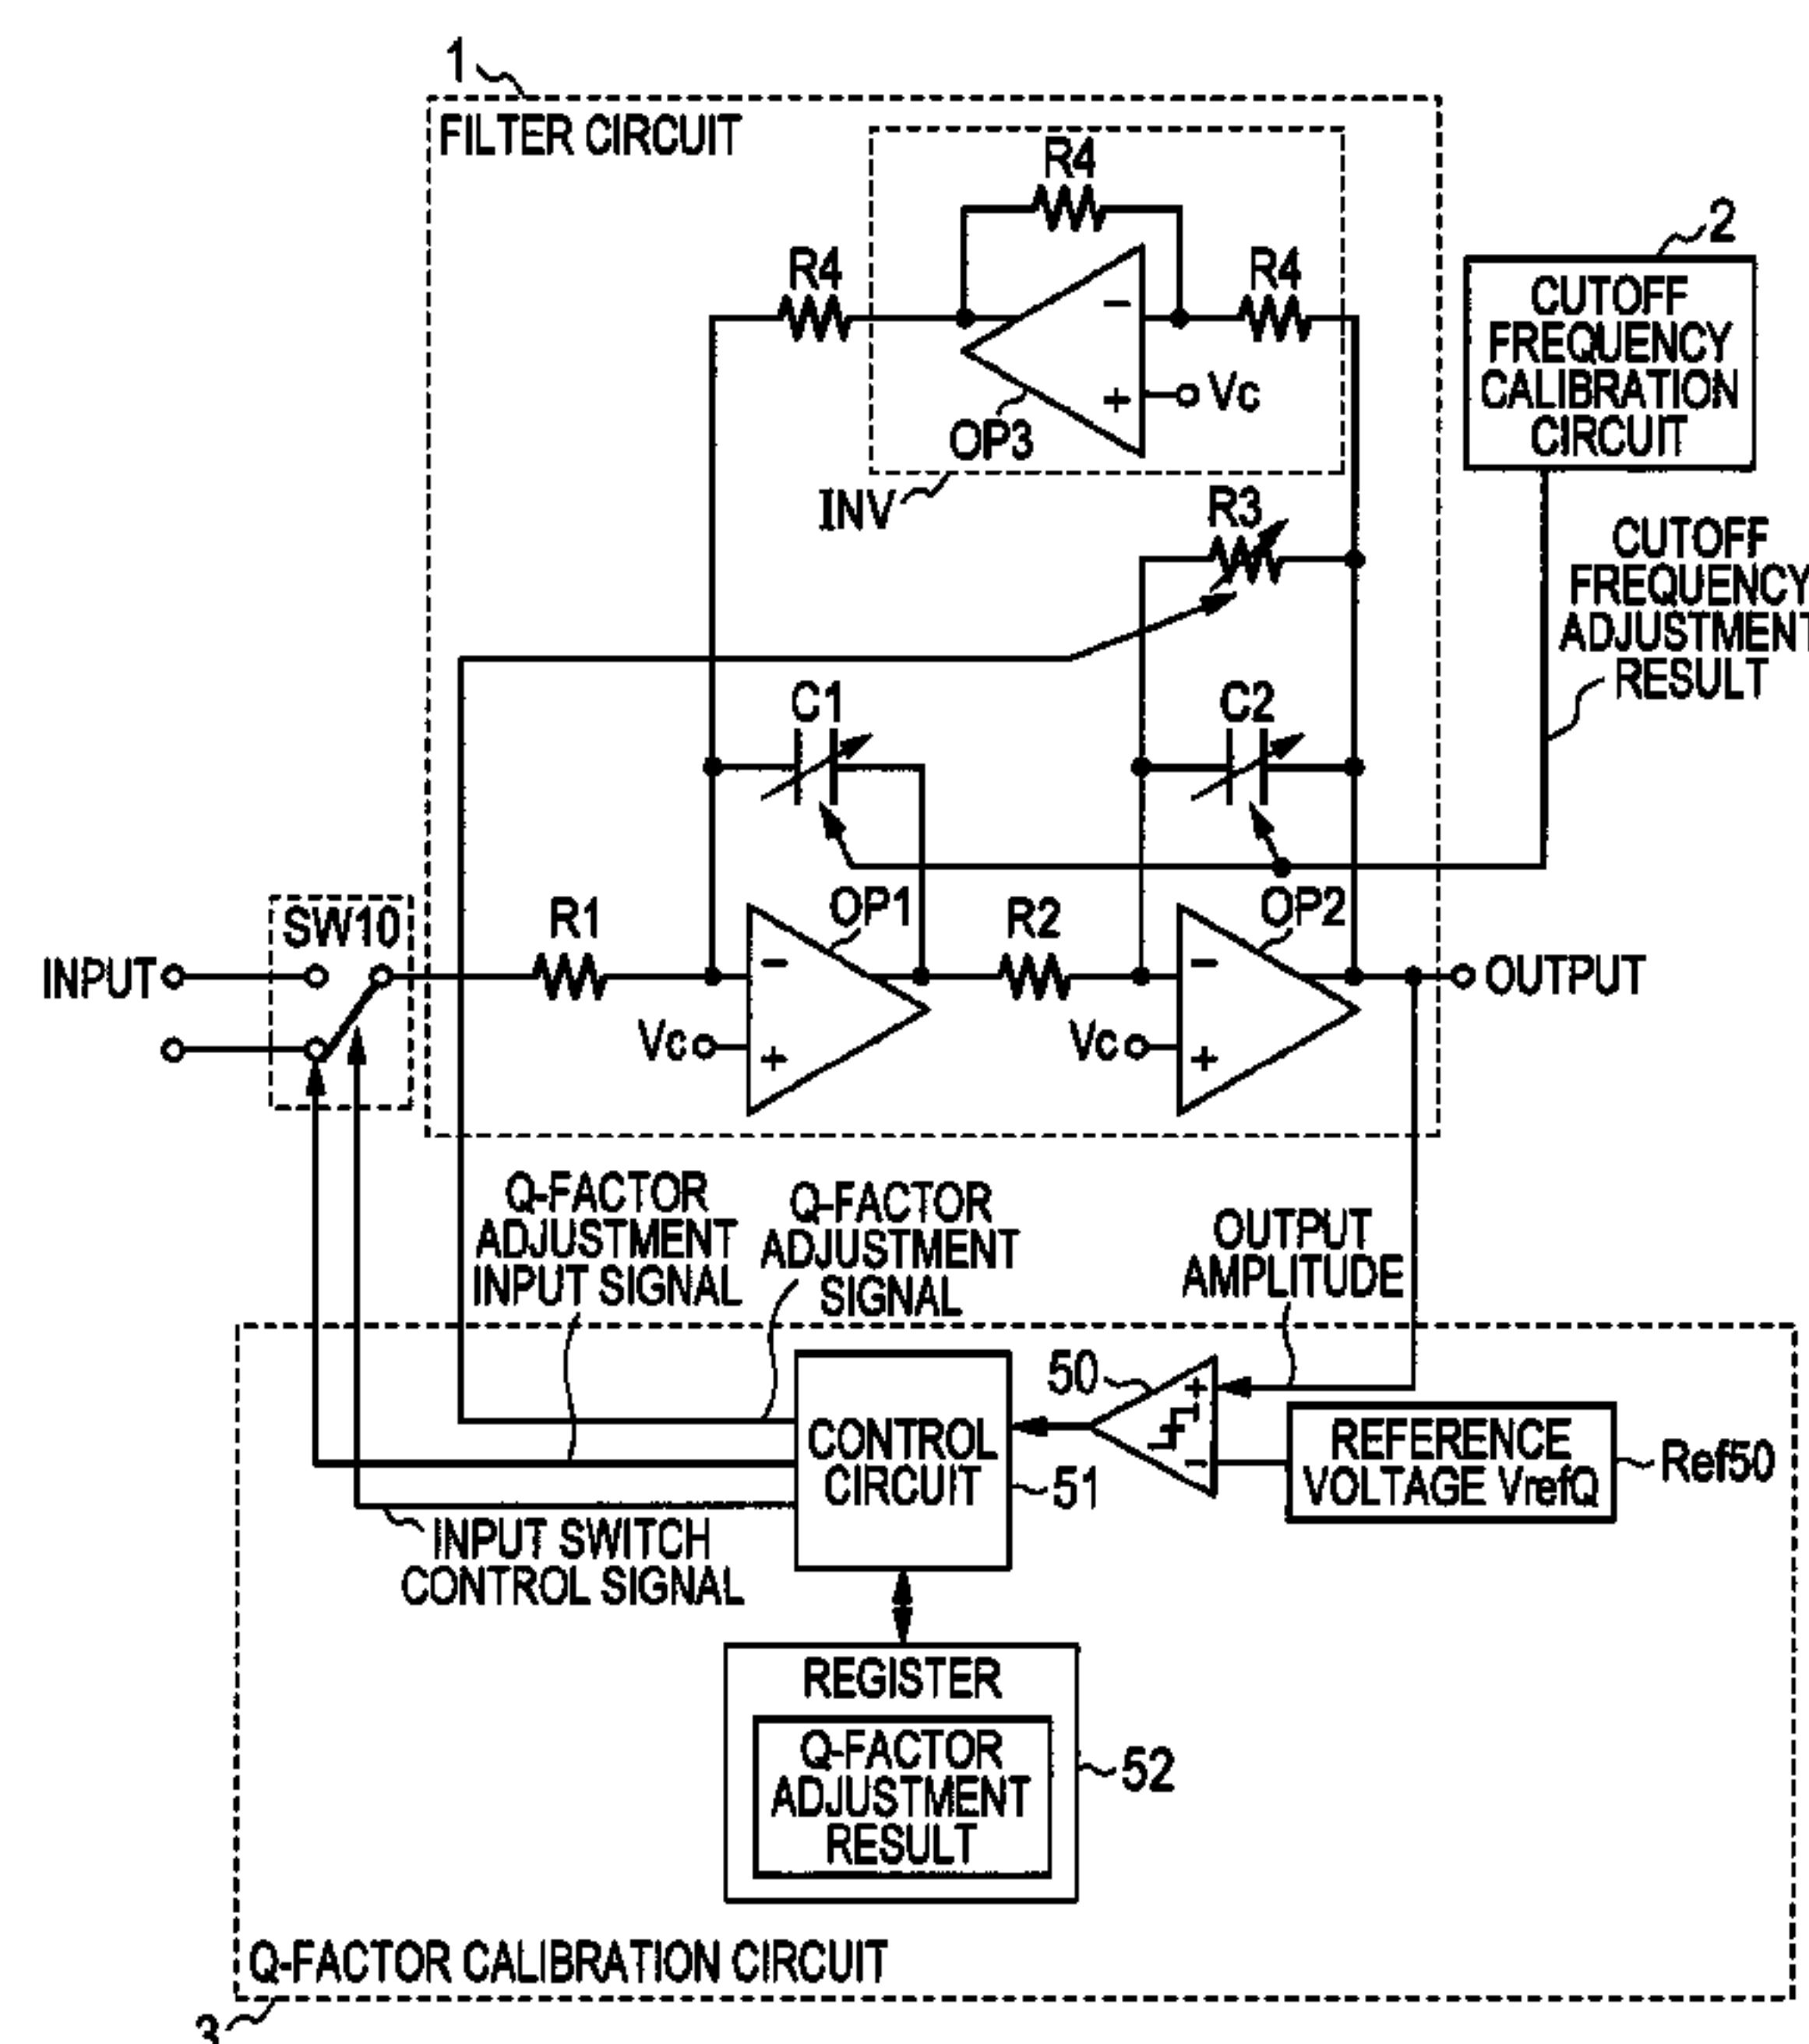 1
FILTER CIRCUIT
R4
R4
R4
2
CUTOFF
FREQUENCY
CALIBRATION
CIRCUIT
−
+
Vc
OP3
INV
R3
CUTOFF
FREQUENCY
ADJUSTMENT
RESULT
C1
C2
SW10
R1
OP1
R2
OP2
INPUT
−
−
OUTPUT
Vc
+
Vc
+
Q-FACTOR
ADJUSTMENT
INPUT SIGNAL
Q-FACTOR
ADJUSTMENT
SIGNAL
OUTPUT
AMPLITUDE
50
+
−
CONTROL
CIRCUIT
51
REFERENCE
VOLTAGE VrefQ
Ref50
INPUT SWITCH
CONTROL SIGNAL
REGISTER
Q-FACTOR
ADJUSTMENT
RESULT
52
Q-FACTOR CALIBRATION CIRCUIT
3